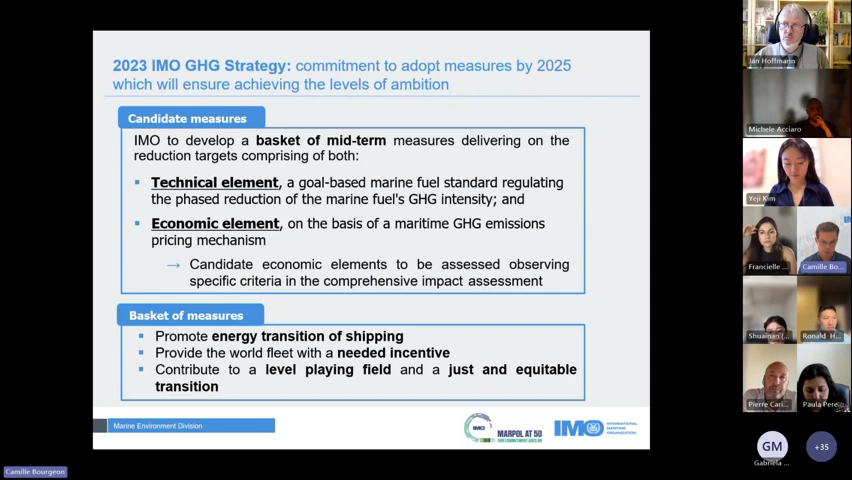 2023 IMO GHG Strategy: commitment to adopt measures by 2025
which will ensure achieving the levels of ambition
Candidate measures
IMO to develop a basket of mid-term measures delivering on the
reduction targets comprising of both:
▪ Technical element, a goal-based marine fuel standard regulating
the phased reduction of the marine fuel's GHG intensity; and
▪ Economic element, on the basis of a maritime GHG emissions
pricing mechanism
→ Candidate economic elements to be assessed observing
specific criteria in the comprehensive impact assessment
Basket of measures
▪ Promote energy transition of shipping
▪ Provide the world fleet with a needed incentive
▪ Contribute to a level playing field and a just and equitable
transition
Marine Environment Division
IMO
MARPOL AT 50
IMO
INTERNATIONAL
MARITIME
ORGANIZATION
Camille Bourgeon
Jan Hoffmann
Michele Acciaro
Yeji Kim
Francielle ...
Camille Bo...
Shuainan (...
Ronald H...
Pierre Cari...
Paula Pere...
GM
+35
Gabriela ...